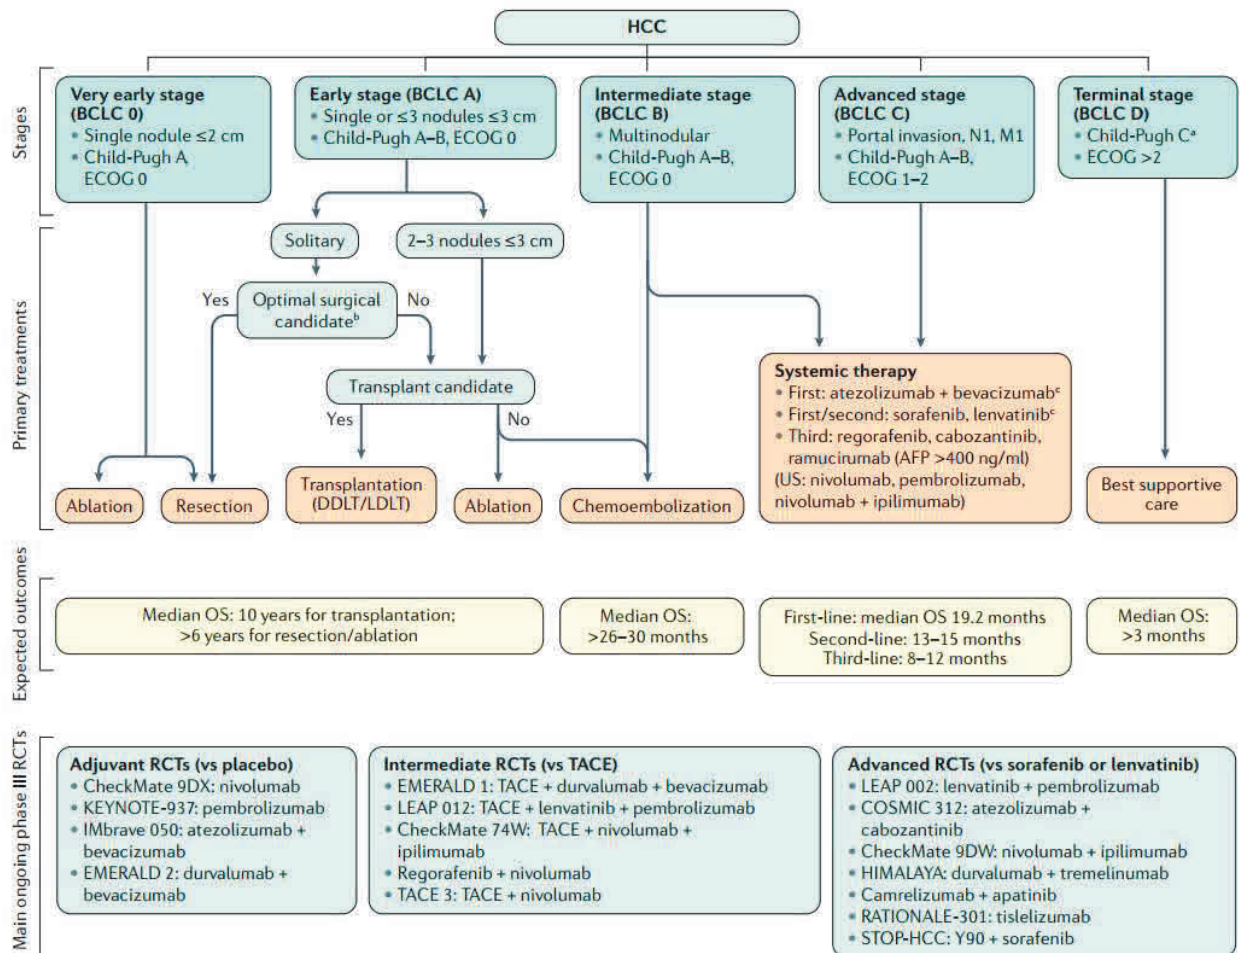 HCC
Stages
Very early stage
(BCLC 0)
• Single nodule ≤2 cm
• Child-Pugh A,
ECOG 0
Early stage (BCLC A)
• Single or ≤3 nodules ≤3 cm
• Child-Pugh A–B, ECOG 0
Intermediate stage
(BCLC B)
• Multinodular
• Child-Pugh A–B,
ECOG 0
Advanced stage
(BCLC C)
• Portal invasion, N1, M1
• Child-Pugh A–B,
ECOG 1–2
Terminal stage
(BCLC D)
• Child-Pugh Cᵃ
• ECOG >2
Primary treatments
Solitary
2–3 nodules ≤3 cm
Yes
Optimal surgical
candidateᵇ
No
Transplant candidate
Yes
No
Ablation
Resection
Transplantation
(DDLT/LDLT)
Ablation
Chemoembolization
Systemic therapy
• First: atezolizumab + bevacizumabᶜ
• First/second: sorafenib, lenvatinibᶜ
• Third: regorafenib, cabozantinib,
ramucirumab (AFP >400 ng/ml)
(US: nivolumab, pembrolizumab,
nivolumab + ipilimumab)
Best supportive
care
Expected outcomes
Median OS: 10 years for transplantation;
>6 years for resection/ablation
Median OS:
>26–30 months
First-line: median OS 19.2 months
Second-line: 13–15 months
Third-line: 8–12 months
Median OS:
>3 months
Main ongoing phase III RCTs
Adjuvant RCTs (vs placebo)
• CheckMate 9DX: nivolumab
• KEYNOTE-937: pembrolizumab
• IMbrave 050: atezolizumab +
bevacizumab
• EMERALD 2: durvalumab +
bevacizumab
Intermediate RCTs (vs TACE)
• EMERALD 1: TACE + durvalumab + bevacizumab
• LEAP 012: TACE + lenvatinib + pembrolizumab
• CheckMate 74W: TACE + nivolumab +
ipilimumab
• Regorafenib + nivolumab
• TACE 3: TACE + nivolumab
Advanced RCTs (vs sorafenib or lenvatinib)
• LEAP 002: lenvatinib + pembrolizumab
• COSMIC 312: atezolizumab +
cabozantinib
• CheckMate 9DW: nivolumab + ipilimumab
• HIMALAYA: durvalumab + tremelinumab
• Camrelizumab + apatinib
• RATIONALE-301: tislelizumab
• STOP-HCC: Y90 + sorafenib